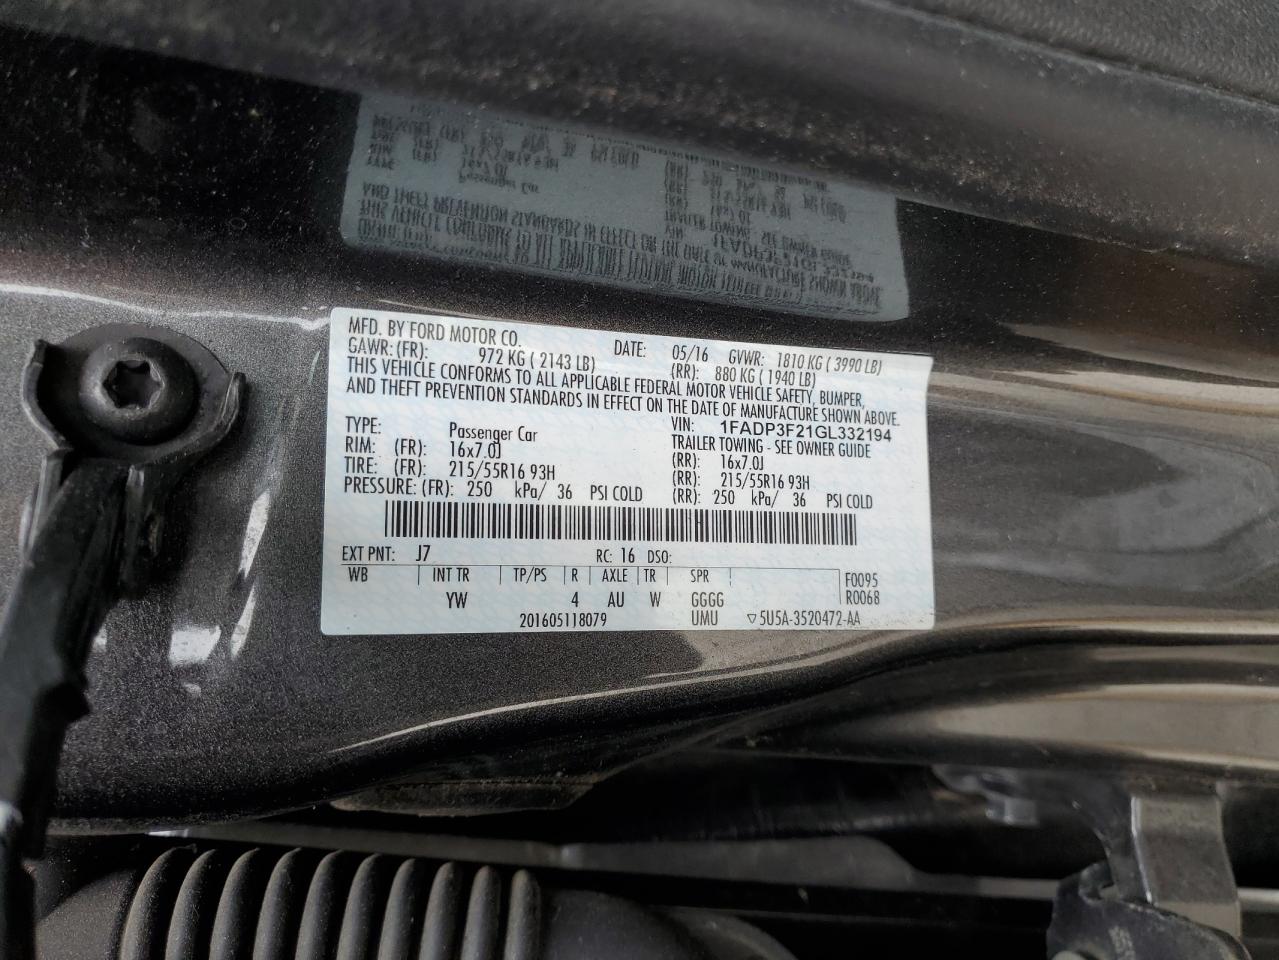 MFD. BY FORD MOTOR CO. DATE: 05/16 GVWR: 1810 KG ( 3990 LB)
GAWR: (FR): 972 KG ( 2143 LB) (RR): 880 KG ( 1940 LB)
THIS VEHICLE CONFORMS TO ALL APPLICABLE FEDERAL MOTOR VEHICLE SAFETY, BUMPER,
AND THEFT PREVENTION STANDARDS IN EFFECT ON THE DATE OF MANUFACTURE SHOWN ABOVE.
VIN: 1FADP3F21GL332194
TYPE: Passenger Car TRAILER TOWING - SEE OWNER GUIDE
RIM: (FR): 16x7.0J (RR): 16x7.0J
TIRE: (FR): 215/55R16 93H (RR): 215/55R16 93H
PRESSURE: (FR): 250 kPa/ 36 PSI COLD (RR): 250 kPa/ 36 PSI COLD
EXT PNT: J7 RC: 16 DSO:
WB INT TR TP/PS R AXLE TR SPR F0095
YW 4 AU W GGGG R0068
201605118079 UMU ▽5U5A-3520472-AA